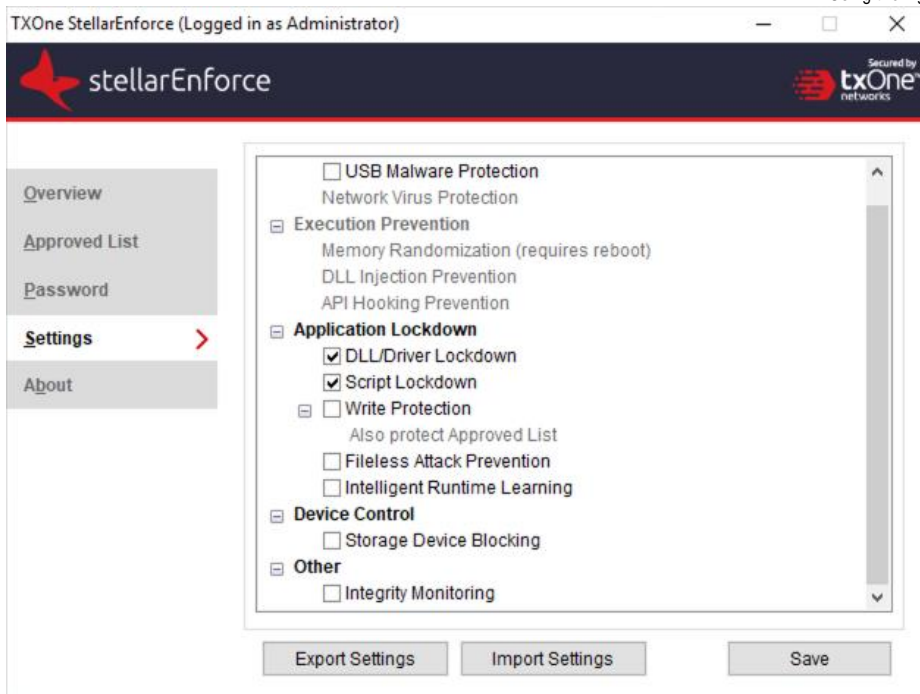 TXOne StellarEnforce (Logged in as Administrator)
stellarEnforce
Secured by
txOne
networks
Overview
Approved List
Password
Settings
About
USB Malware Protection
Network Virus Protection
Execution Prevention
Memory Randomization (requires reboot)
DLL Injection Prevention
API Hooking Prevention
Application Lockdown
DLL/Driver Lockdown
Script Lockdown
Write Protection
Also protect Approved List
Fileless Attack Prevention
Intelligent Runtime Learning
Device Control
Storage Device Blocking
Other
Integrity Monitoring
Export Settings
Import Settings
Save